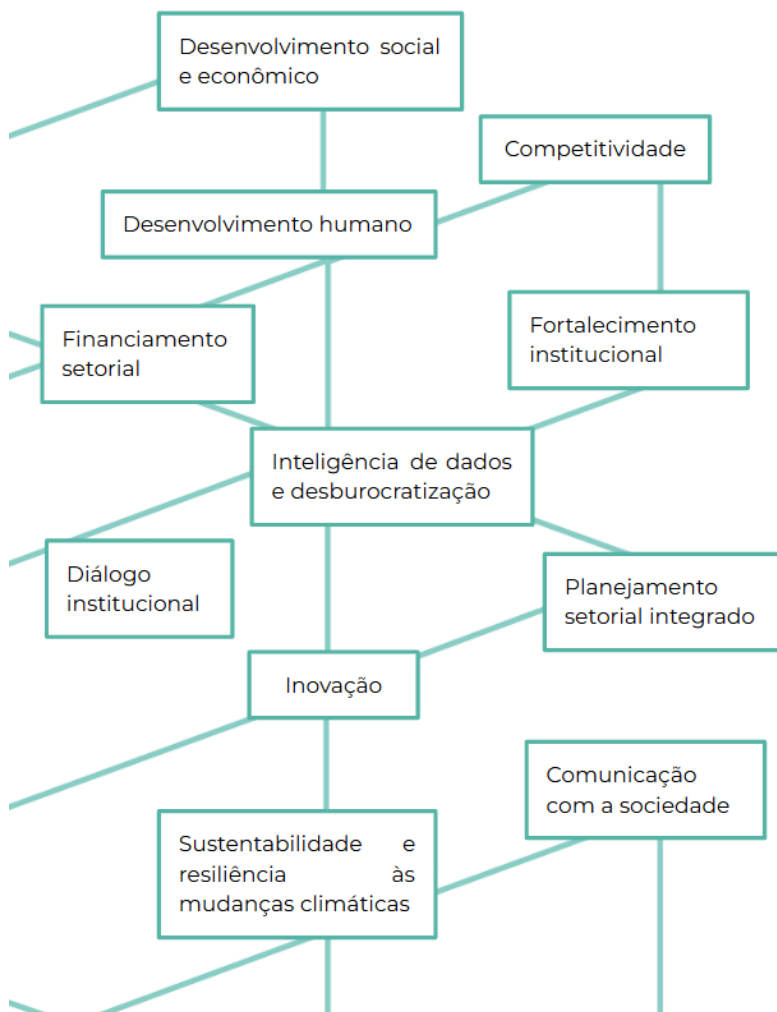 Desenvolvimento social
e econômico
Competitividade
Desenvolvimento humano
Financiamento
setorial
Fortalecimento
institucional
Inteligência de dados
e desburocratização
Diálogo
institucional
Planejamento
setorial integrado
Inovação
Comunicação
com a sociedade
Sustentabilidade e
resiliência às
mudanças climáticas